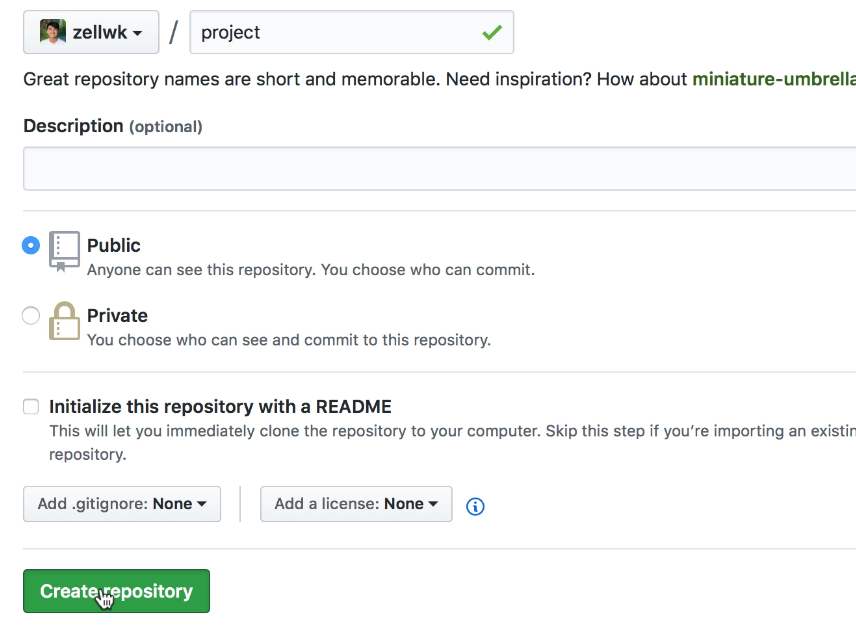 zellwk / project
Great repository names are short and memorable. Need inspiration? How about miniature-umbrella
Description (optional)
Public
Anyone can see this repository. You choose who can commit.
Private
You choose who can see and commit to this repository.
Initialize this repository with a README
This will let you immediately clone the repository to your computer. Skip this step if you’re importing an existin
repository.
Add .gitignore: None Add a license: None
Create repository